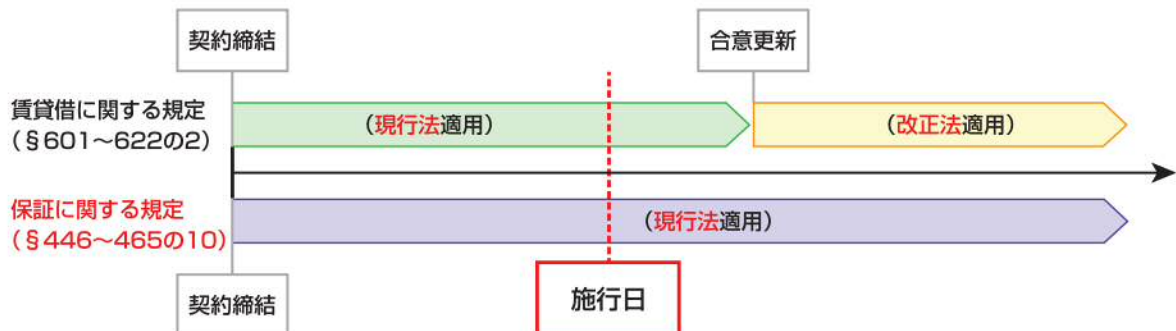 契約締結
合意更新
賃貸借に関する規定
(§601～622の2)
(現行法適用)
(改正法適用)
保証に関する規定
(§446～465の10)
(現行法適用)
契約締結
施行日